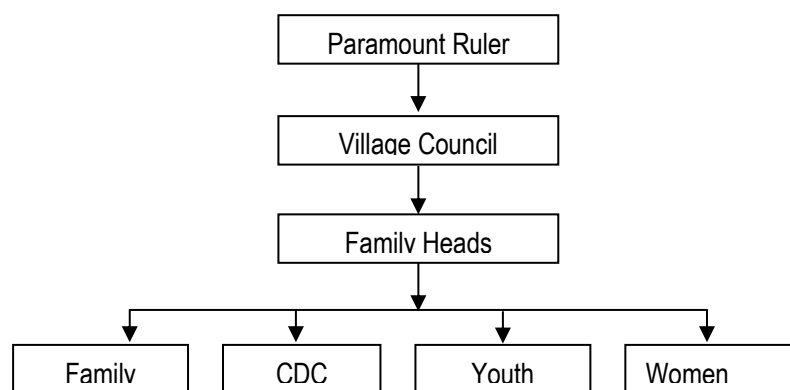 Paramount Ruler
Village Council
Family Heads
Family CDC Youth Women